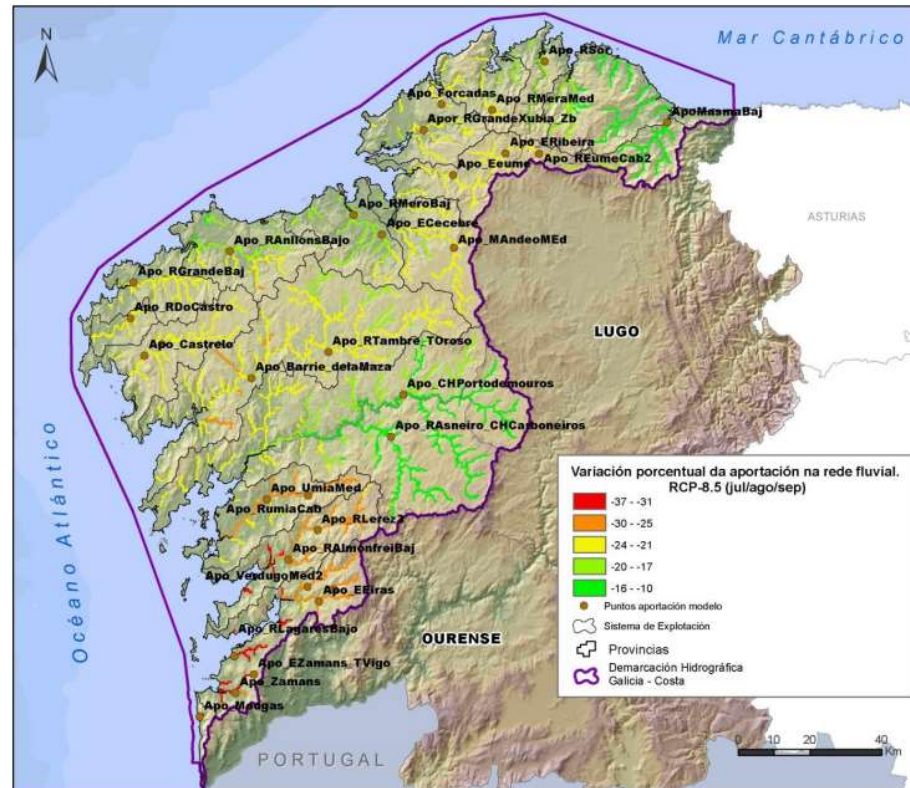 N
Mar Cantábrico
Apo_RSor
Apo_Forcadas
Apo_RMeraMed
ApoMasmaBaj
Apor_RGrandeXubia_Zb
Apo_ERibeira
Apo_REumeCab2
Apo_Eeume
Apo_RMeroBaj
ASTURIAS
Apo_ECecebre
Apo_RAnllonsBajo
Apo_MAndeoMEd
Apo_RGrandeBaj
Apo_RDoCastro
LUGO
Apo_RTambre_TOroso
Apo_Castrelo
Apo_Barrie_delaMaza
Apo_CHPortodemouros
Apo_RAsneiro_CHCarboneiros
Océano Atlántico
Apo_UmiaMed
Apo_RumiaCab
Apo_RLerez3
Apo_RAlmonfreiBaj
Apo_VerdugoMed2
Apo_EEiras
Apo_RLagaresBajo
OURENSE
Apo_EZamans_TVigo
Apo_Zamans
Apo_Mougas
PORTUGAL
Variación porcentual da aportación na rede fluvial.
RCP-8.5 (jul/ago/sep)
-37 - -31
-30 - -25
-24 - -21
-20 - -17
-16 - -10
Puntos aportación modelo
Sistema de Explotación
Provincias
Demarcación Hidrográfica
Galicia - Costa
0 10 20 40
Km